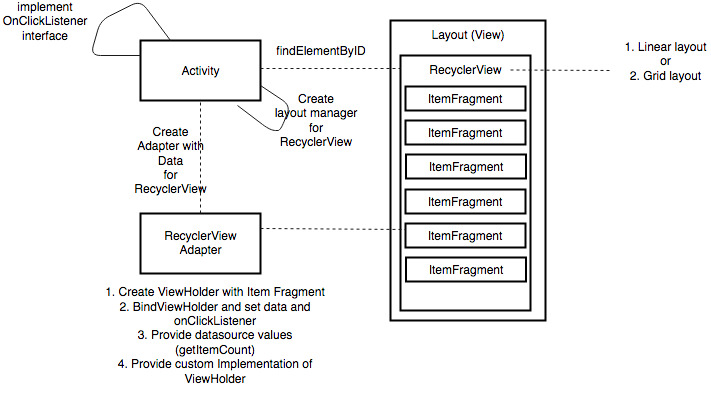 implement
OnClickListener
interface
Activity
findElementByID
Create
layout manager
for
RecyclerView
Create
Adapter with
Data
for
RecyclerView
RecyclerView
Adapter
1. Create ViewHolder with Item Fragment
2. BindViewHolder and set data and
onClickListener
3. Provide datasource values
(getItemCount)
4. Provide custom Implementation of
ViewHolder
Layout (View)
RecyclerView
ItemFragment
ItemFragment
ItemFragment
ItemFragment
ItemFragment
ItemFragment
1. Linear layout
or
2. Grid layout